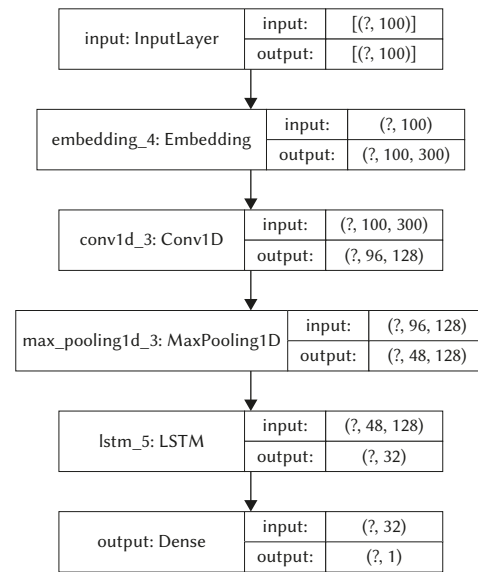 input: InputLayer
input: [(?, 100)]
output: [(?, 100)]
embedding_4: Embedding
input: (?, 100)
output: (?, 100, 300)
conv1d_3: Conv1D
input: (?, 100, 300)
output: (?, 96, 128)
max_pooling1d_3: MaxPooling1D
input: (?, 96, 128)
output: (?, 48, 128)
lstm_5: LSTM
input: (?, 48, 128)
output: (?, 32)
output: Dense
input: (?, 32)
output: (?, 1)